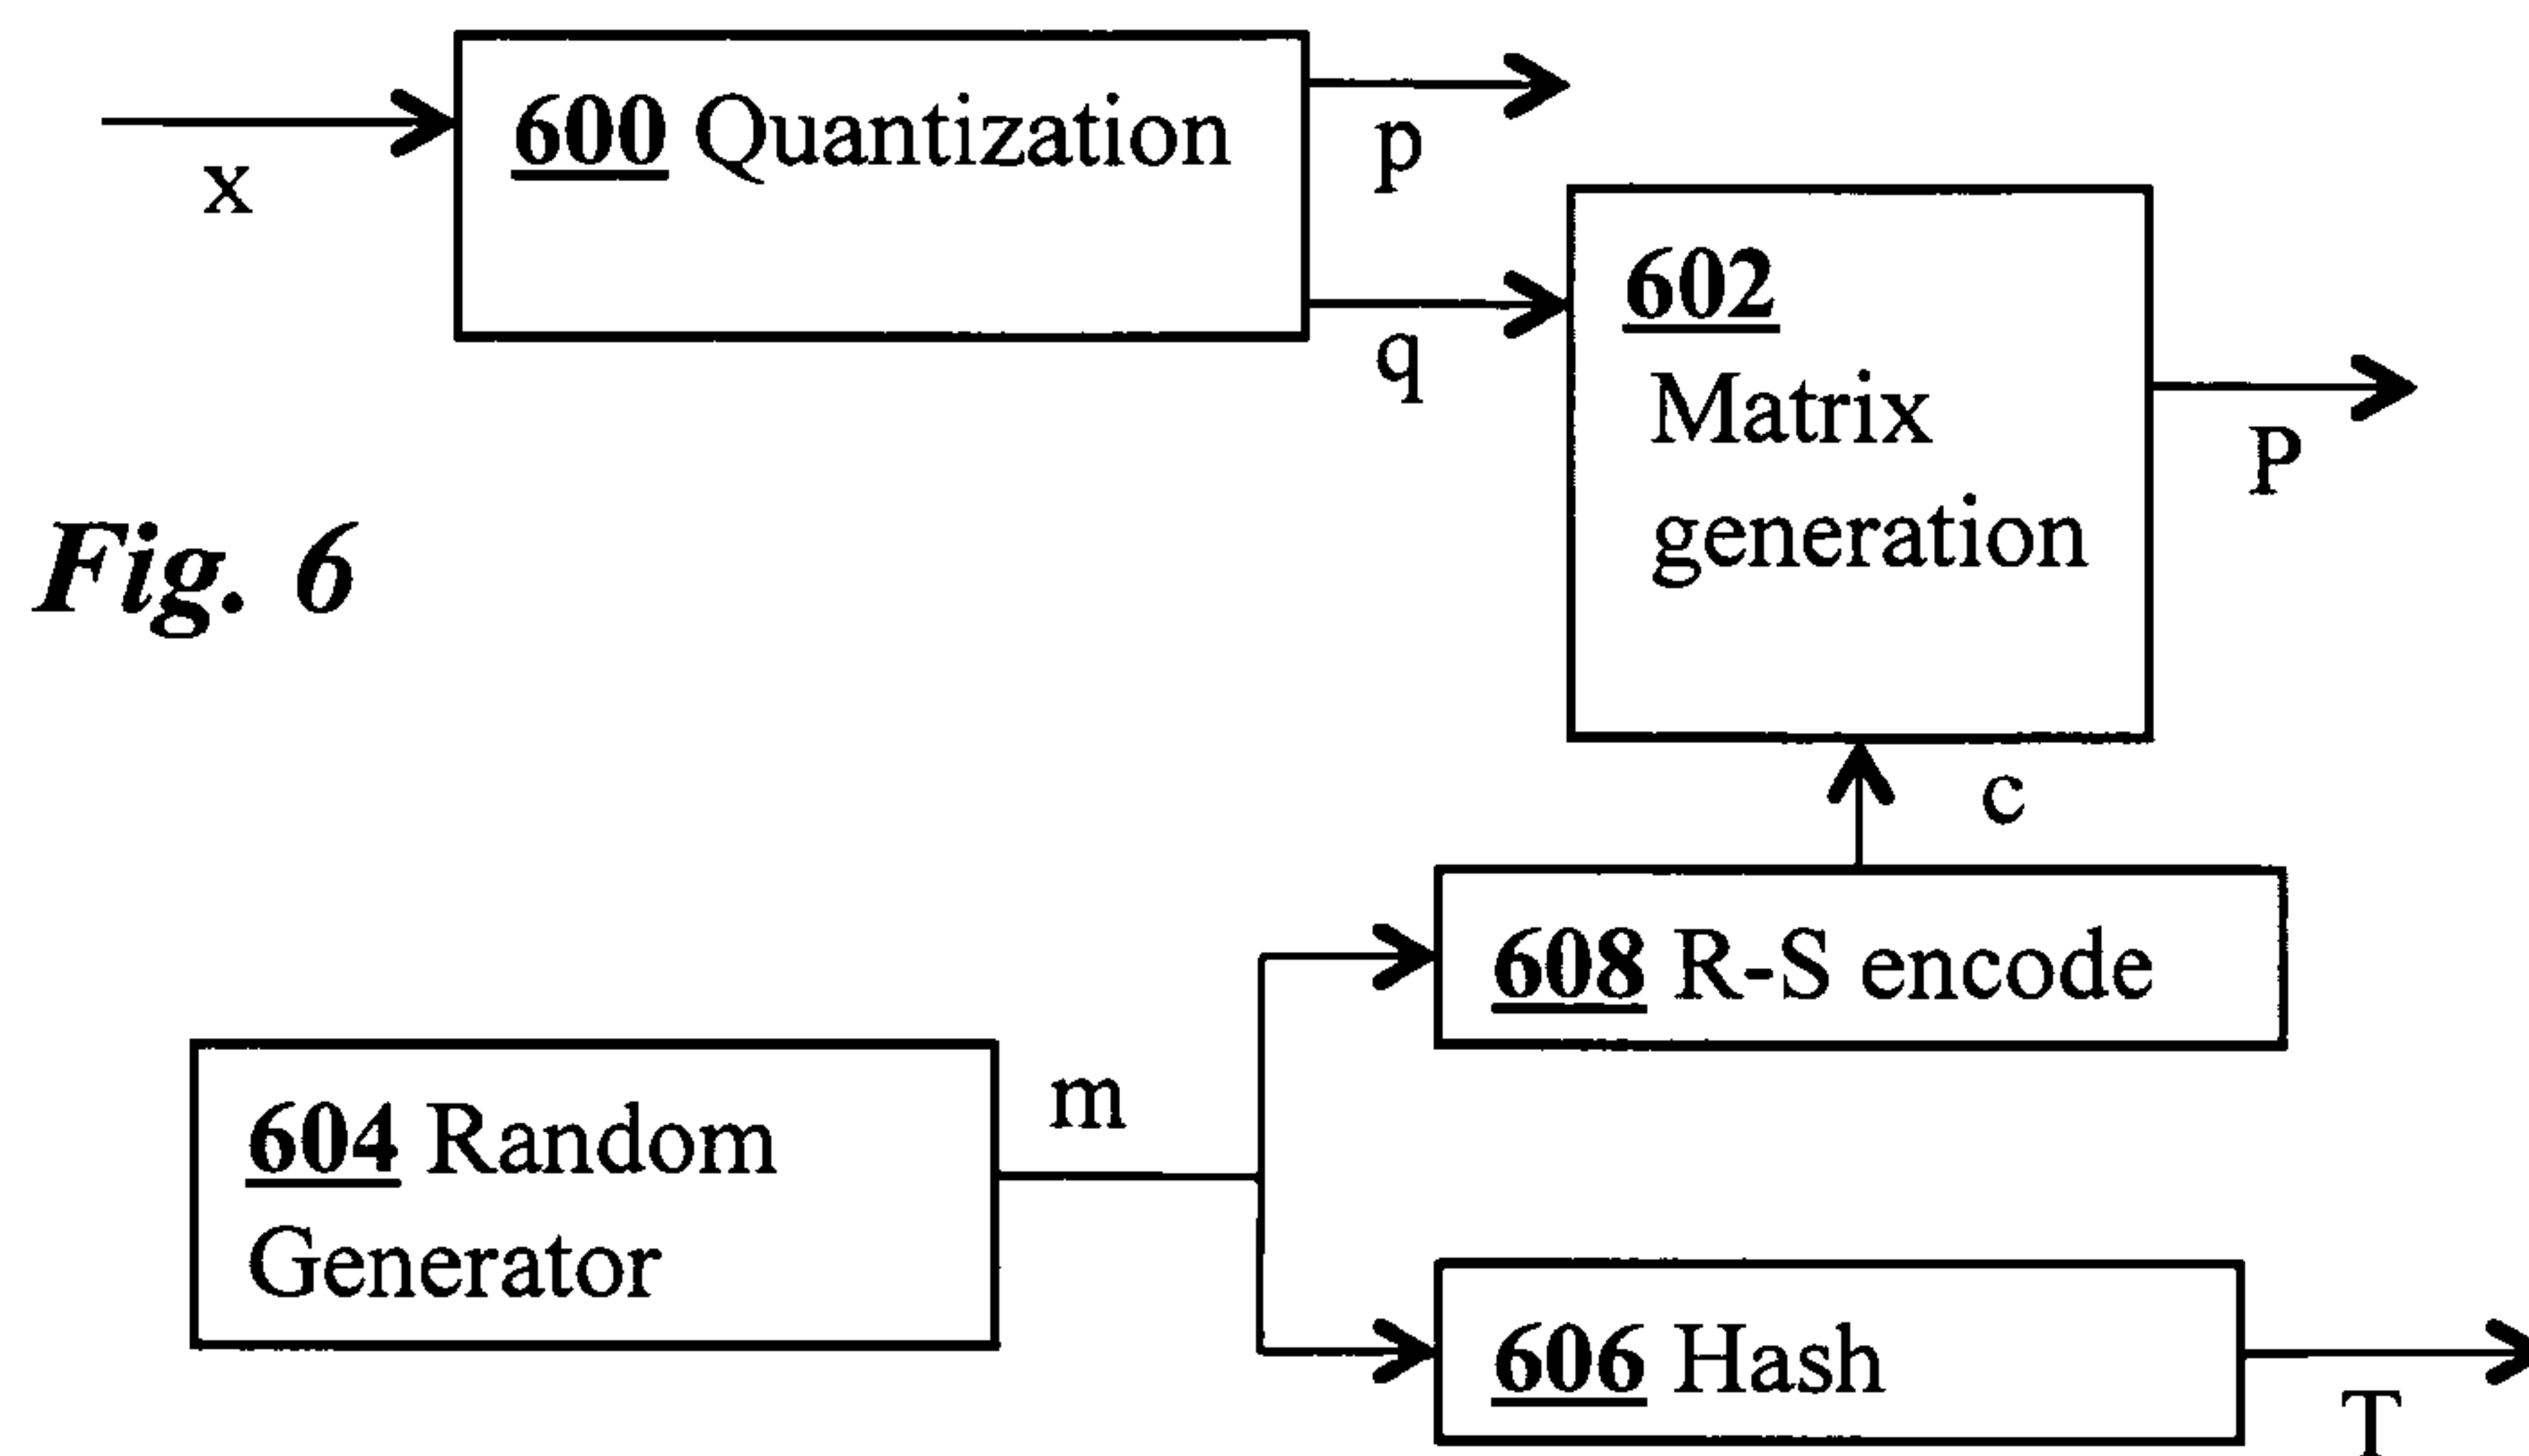 600 Quantization
x
p
q
602
Matrix
generation
P
Fig. 6
c
608 R-S encode
m
604 Random
Generator
606 Hash
T